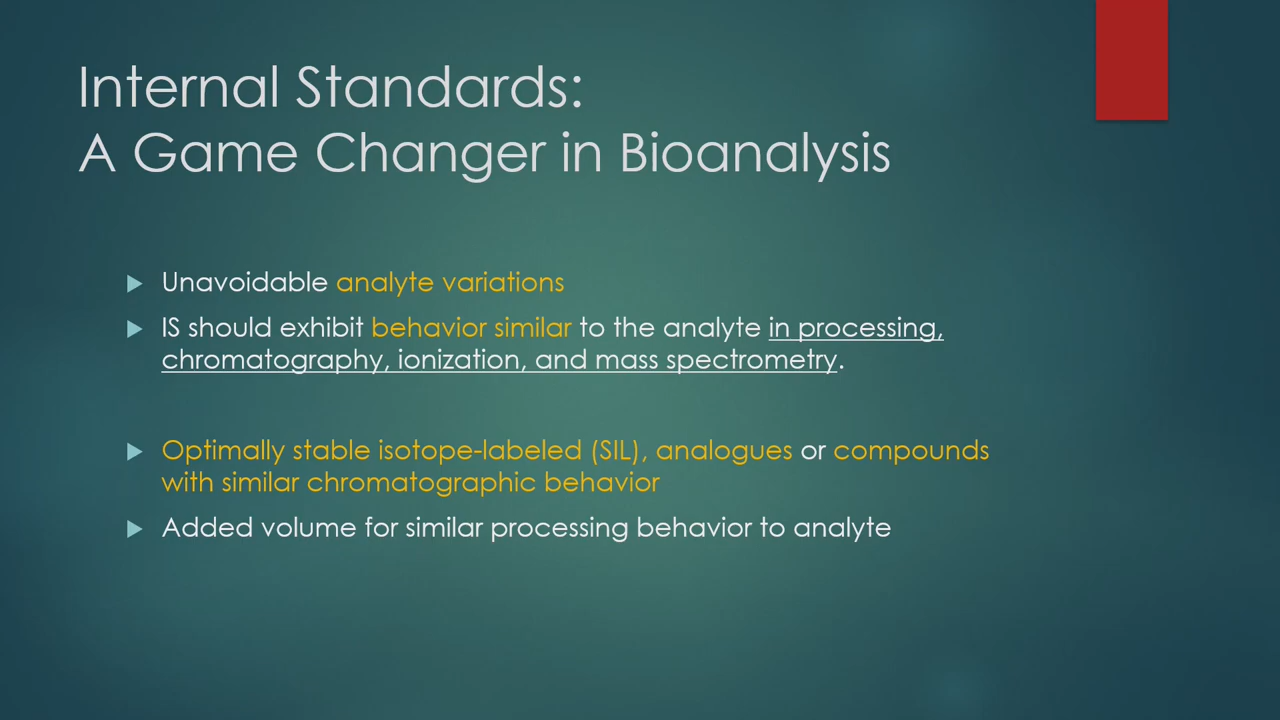 Internal Standards:
A Game Changer in Bioanalysis
Unavoidable analyte variations
IS should exhibit behavior similar to the analyte in processing,
chromatography, ionization, and mass spectrometry.
Optimally stable isotope-labeled (SIL), analogues or compounds
with similar chromatographic behavior
Added volume for similar processing behavior to analyte